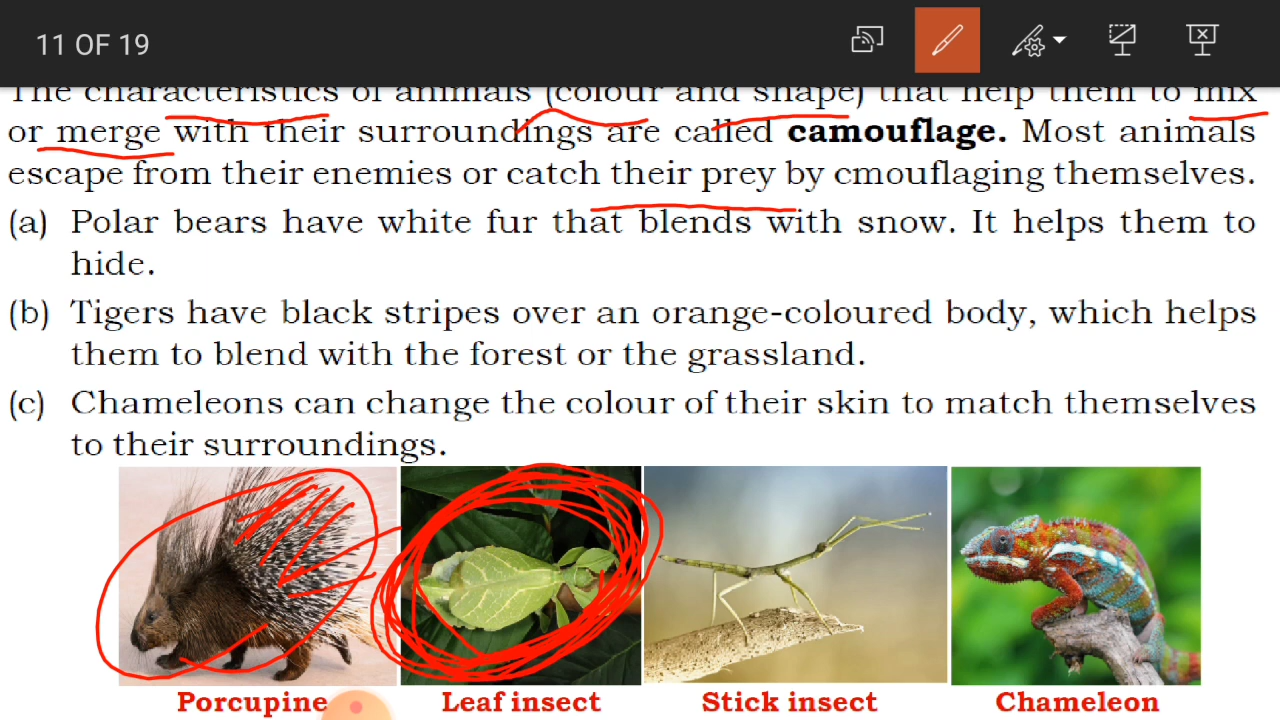 11 OF 19
The characteristics of animals (colour and shape) that help them to mix
or merge with their surroundings are called camouflage. Most animals
escape from their enemies or catch their prey by cmouflaging themselves.
(a) Polar bears have white fur that blends with snow. It helps them to
hide.
(b) Tigers have black stripes over an orange-coloured body, which helps
them to blend with the forest or the grassland.
(c) Chameleons can change the colour of their skin to match themselves
to their surroundings.
Porcupine Leaf insect Stick insect Chameleon